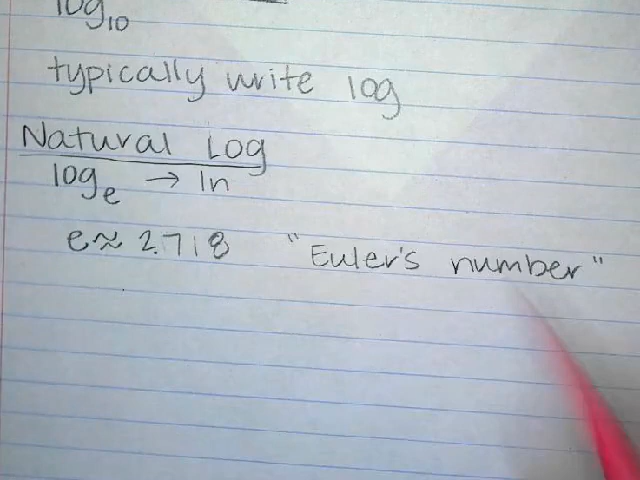 log₁₀
typically write log
Natural Log
logₑ → ln
e≈ 2.718 "Euler's number"